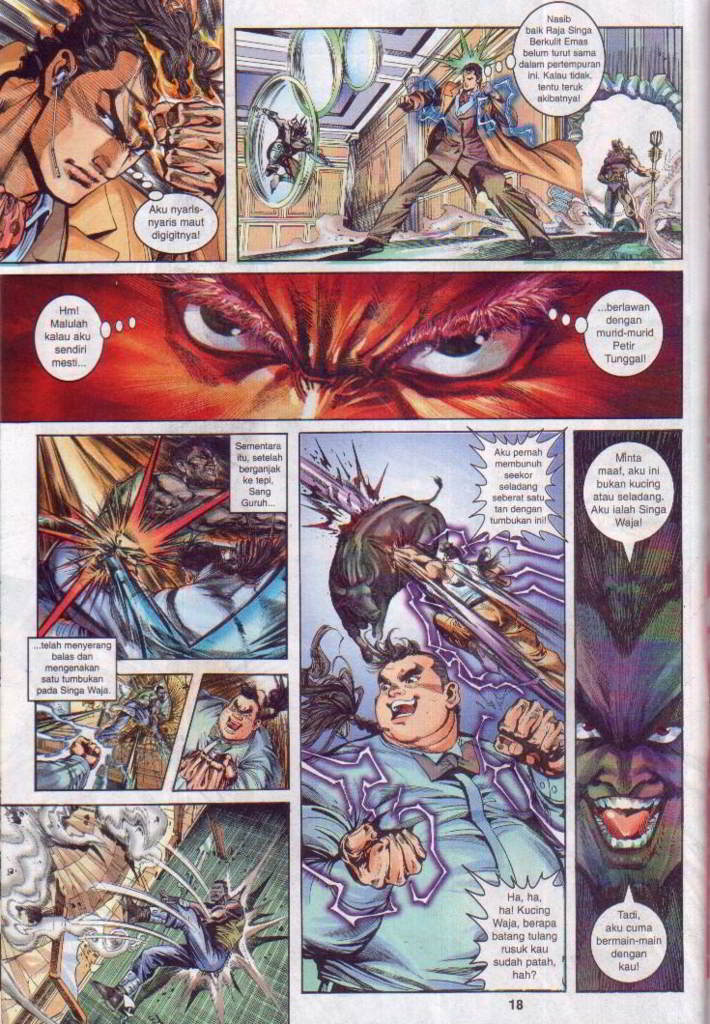 Aku nyaris-
nyaris maut
digigitnya!
Nasib
baik Raja Singa
Berkulit Emas
belum turut sama
dalam pertempuran
ini. Kalau tidak,
tentu teruk
akibatnya!
Hm!
Malulah
kalau aku
sendiri
mesti...
...berlawan
dengan
murid-murid
Petir
Tunggal!
Sementara
itu, setelah
berganjak
ke tepi,
Sang
Guruh...
...telah menyerang
balas dan
mengenakan
satu tumbukan
pada Singa Waja.
Aku pernah
membunuh
seekor
seladang
seberat satu
tan dengan
tumbukan ini!
Ha, ha,
ha! Kucing
Waja, berapa
batang tulang
rusuk kau
sudah patah,
hah?
Minta
maaf, aku ini
bukan kucing
atau seladang.
Aku ialah Singa
Waja!
Tadi,
aku cuma
bermain-main
dengan
kau!
18